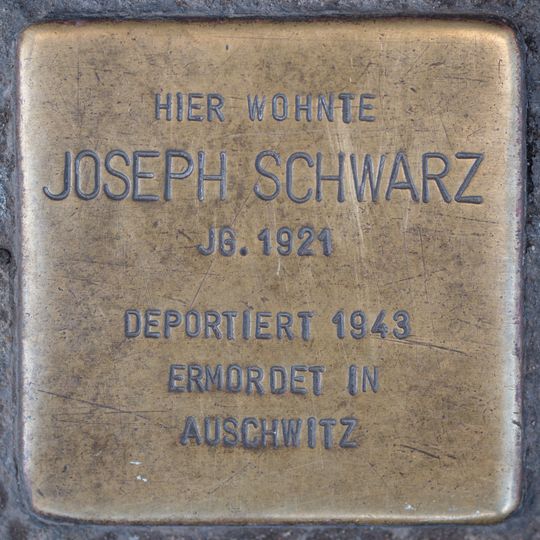 HIER WOHNTE
JOSEPH SCHWARZ
JG. 1921
DEPORTIERT 1943
ERMORDET IN
AUSCHWITZ